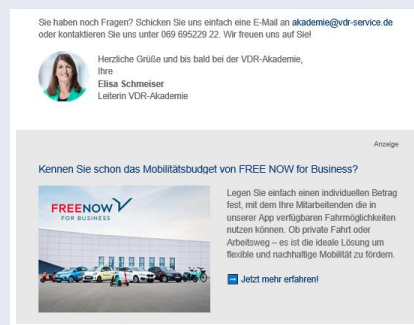 Sie haben noch Fragen? Schicken Sie uns einfach eine E-Mail an akademie@vdr-service.de
oder kontaktieren Sie uns unter 069 695229 22. Wir freuen uns auf Sie!
Herzliche Grüße und bis bald bei der VDR-Akademie,
Ihre
Elisa Schmeiser
Leiterin VDR-Akademie
Anzeige
Kennen Sie schon das Mobilitätsbudget von FREE NOW for Business?
FREENOW
FOR BUSINESS
Legen Sie einfach einen individuellen Betrag
fest, mit dem Ihre Mitarbeitenden die in
unserer App verfügbaren Fahrmöglichkeiten
nutzen können. Ob private Fahrt oder
Arbeitsweg – es ist die ideale Lösung um
flexible und nachhaltige Mobilität zu fördern.
Jetzt mehr erfahren!